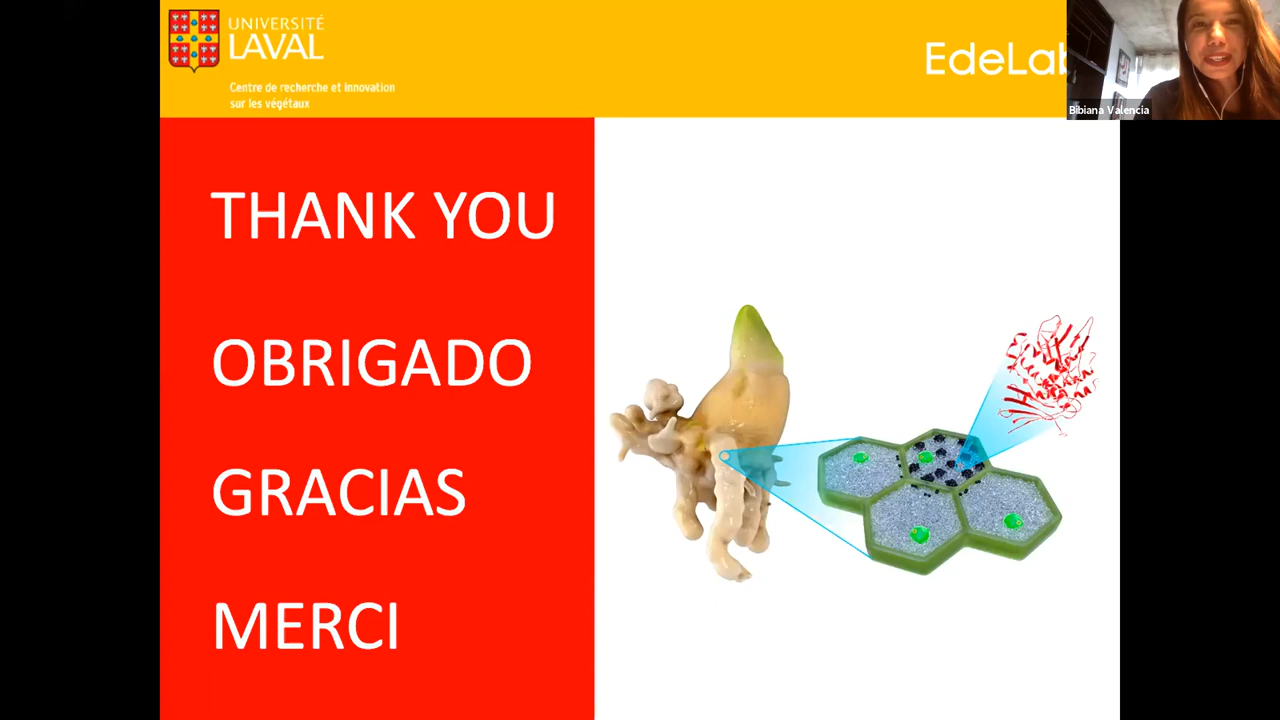 UNIVERSITÉ
LAVAL
Centre de recherche et innovation
sur les végétaux
EdeLab
Bibiana Valencia
THANK YOU
OBRIGADO
GRACIAS
MERCI